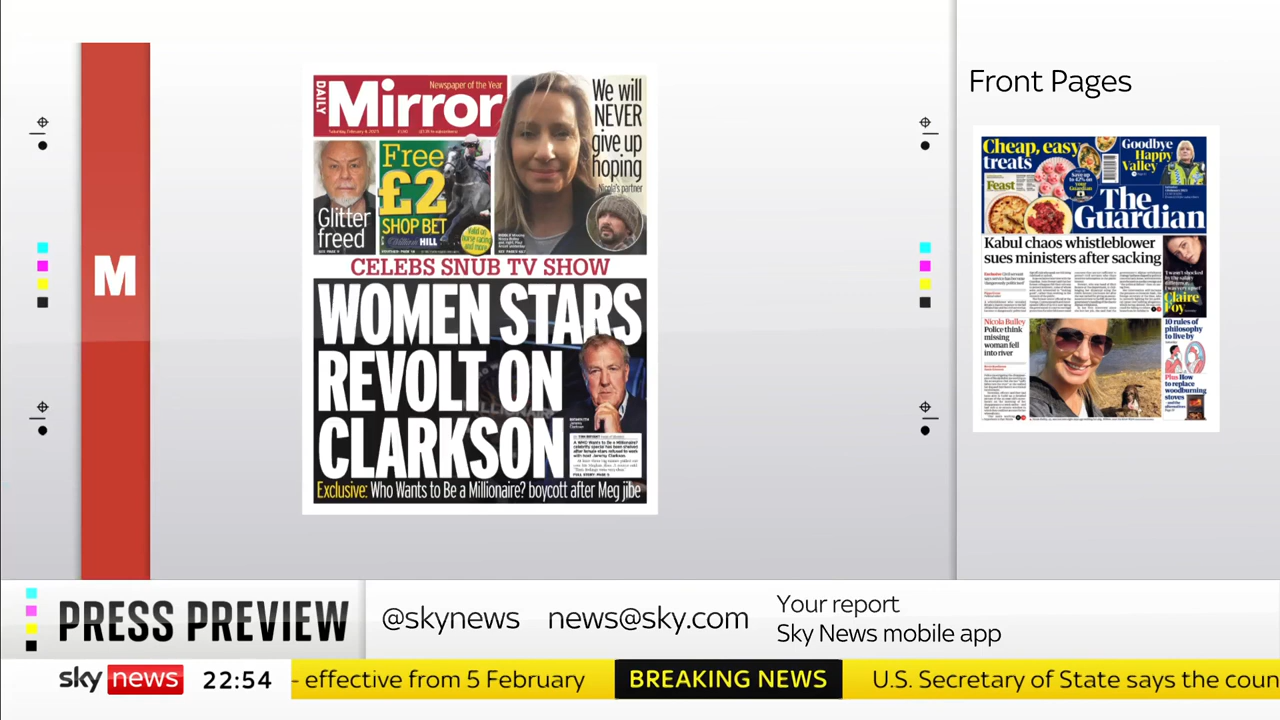 M
DAILY
Mirror
Newspaper of the Year
Glitter
freed
Free
£2
SHOP BET
William HILL
We will
NEVER
give up
hoping
Nicola's partner
CELEBS SNUB TV SHOW
WOMEN STARS
REVOLT ON
CLARKSON
Exclusive: Who Wants to Be a Millionaire? boycott after Meg jibe
Front Pages
Cheap, easy
treats
Feast
Goodbye
Happy
Valley
The
Guardian
Kabul chaos whistleblower
sues ministers after sacking
Claire
Foy
Nicola Bulley
Police think
missing
woman fell
into river
10 rules of
philosophy
to live by
Plus How
to replace
woodburning
stoves
PRESS PREVIEW
@skynews
news@sky.com
Your report
Sky News mobile app
sky news
22:54
- effective from 5 February
BREAKING NEWS
U.S. Secretary of State says the coun